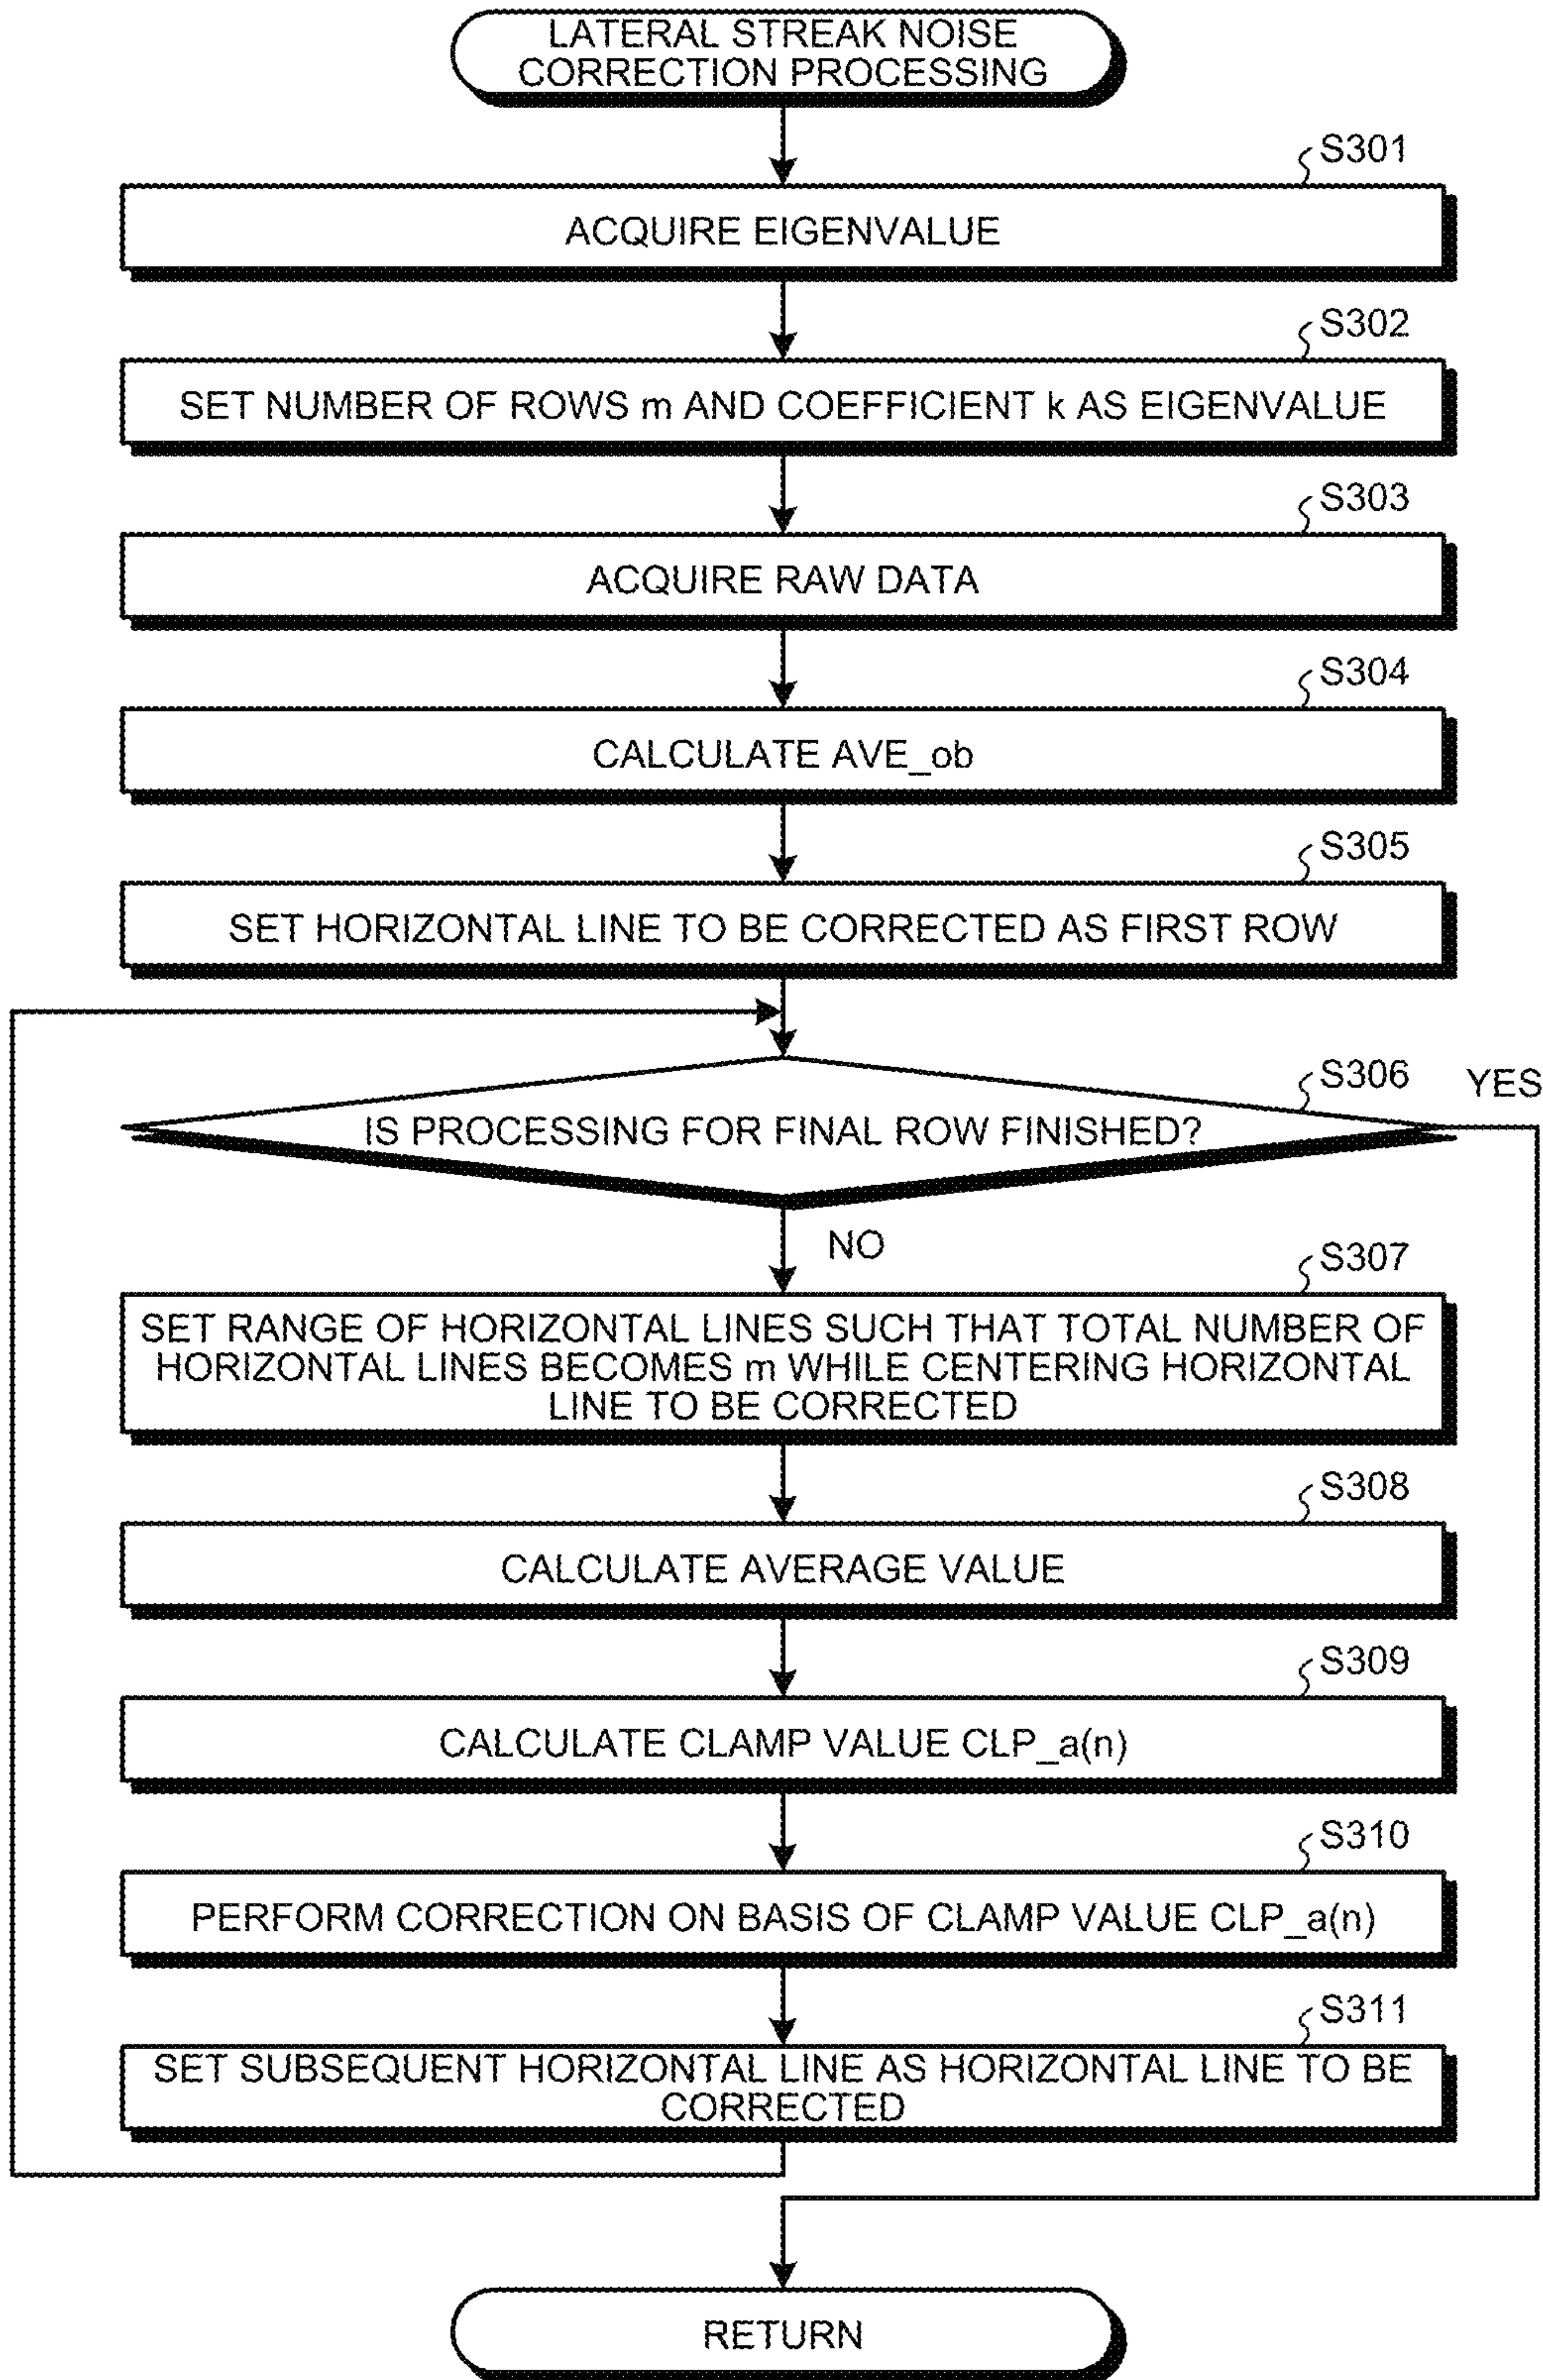 LATERAL STREAK NOISE
CORRECTION PROCESSING
S301
ACQUIRE EIGENVALUE
S302
SET NUMBER OF ROWS m AND COEFFICIENT k AS EIGENVALUE
S303
ACQUIRE RAW DATA
S304
CALCULATE AVE_ob
S305
SET HORIZONTAL LINE TO BE CORRECTED AS FIRST ROW
S306
YES
IS PROCESSING FOR FINAL ROW FINISHED?
NO
S307
SET RANGE OF HORIZONTAL LINES SUCH THAT TOTAL NUMBER OF
HORIZONTAL LINES BECOMES m WHILE CENTERING HORIZONTAL
LINE TO BE CORRECTED
S308
CALCULATE AVERAGE VALUE
S309
CALCULATE CLAMP VALUE CLP_a(n)
S310
PERFORM CORRECTION ON BASIS OF CLAMP VALUE CLP_a(n)
S311
SET SUBSEQUENT HORIZONTAL LINE AS HORIZONTAL LINE TO BE
CORRECTED
RETURN